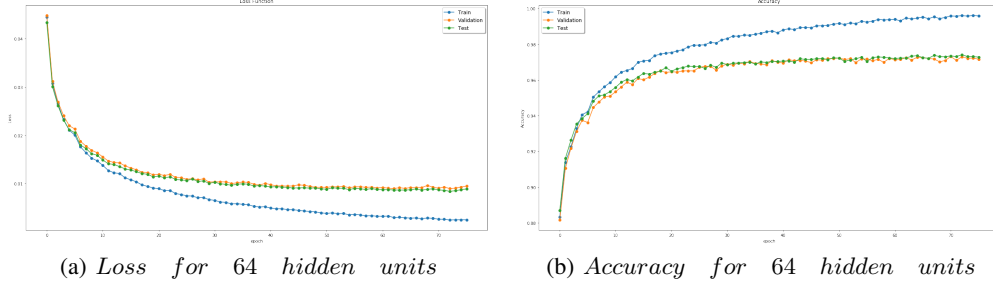 Loss Function
Train
Validation
Test
0.04
0.03
0.02
0.01
Loss
0 10 20 30 40 50 60 70
epoch
(a) Loss for 64 hidden units
Accuracy
Train
Validation
Test
1.00
0.98
0.96
0.94
0.92
0.90
0.88
Accuracy
0 10 20 30 40 50 60 70
epoch
(b) Accuracy for 64 hidden units